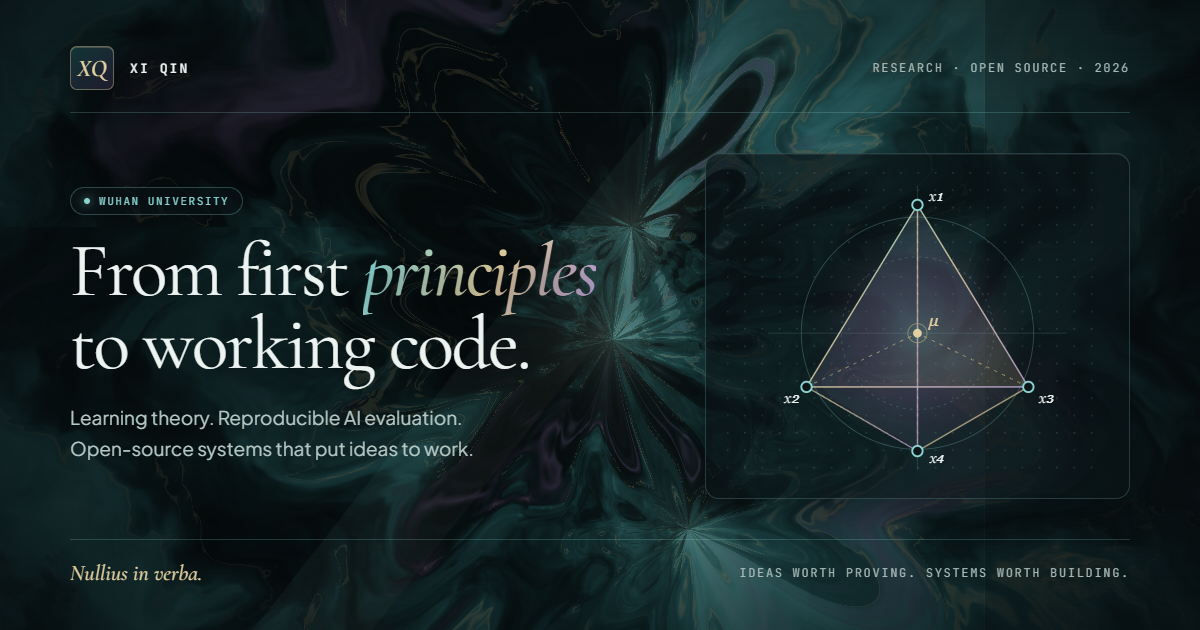 XQ
XI QIN
RESEARCH · OPEN SOURCE · 2026
WUHAN UNIVERSITY
From first principles
to working code.
Learning theory. Reproducible AI evaluation.
Open-source systems that put ideas to work.
x1
μ
x2
x3
x4
Nullius in verba.
IDEAS WORTH PROVING. SYSTEMS WORTH BUILDING.